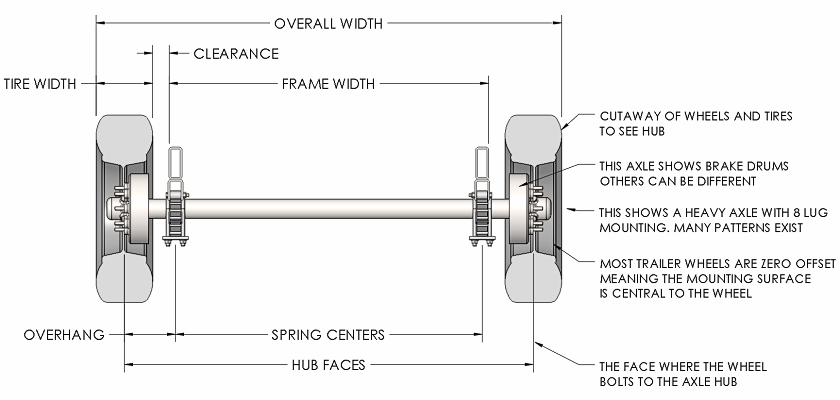 OVERALL WIDTH
CLEARANCE
TIRE WIDTH
FRAME WIDTH
CUTAWAY OF WHEELS AND TIRES
TO SEE HUB
THIS AXLE SHOWS BRAKE DRUMS
OTHERS CAN BE DIFFERENT
THIS SHOWS A HEAVY AXLE WITH 8 LUG
MOUNTING. MANY PATTERNS EXIST
MOST TRAILER WHEELS ARE ZERO OFFSET
MEANING THE MOUNTING SURFACE
IS CENTRAL TO THE WHEEL
OVERHANG
SPRING CENTERS
HUB FACES
THE FACE WHERE THE WHEEL
BOLTS TO THE AXLE HUB